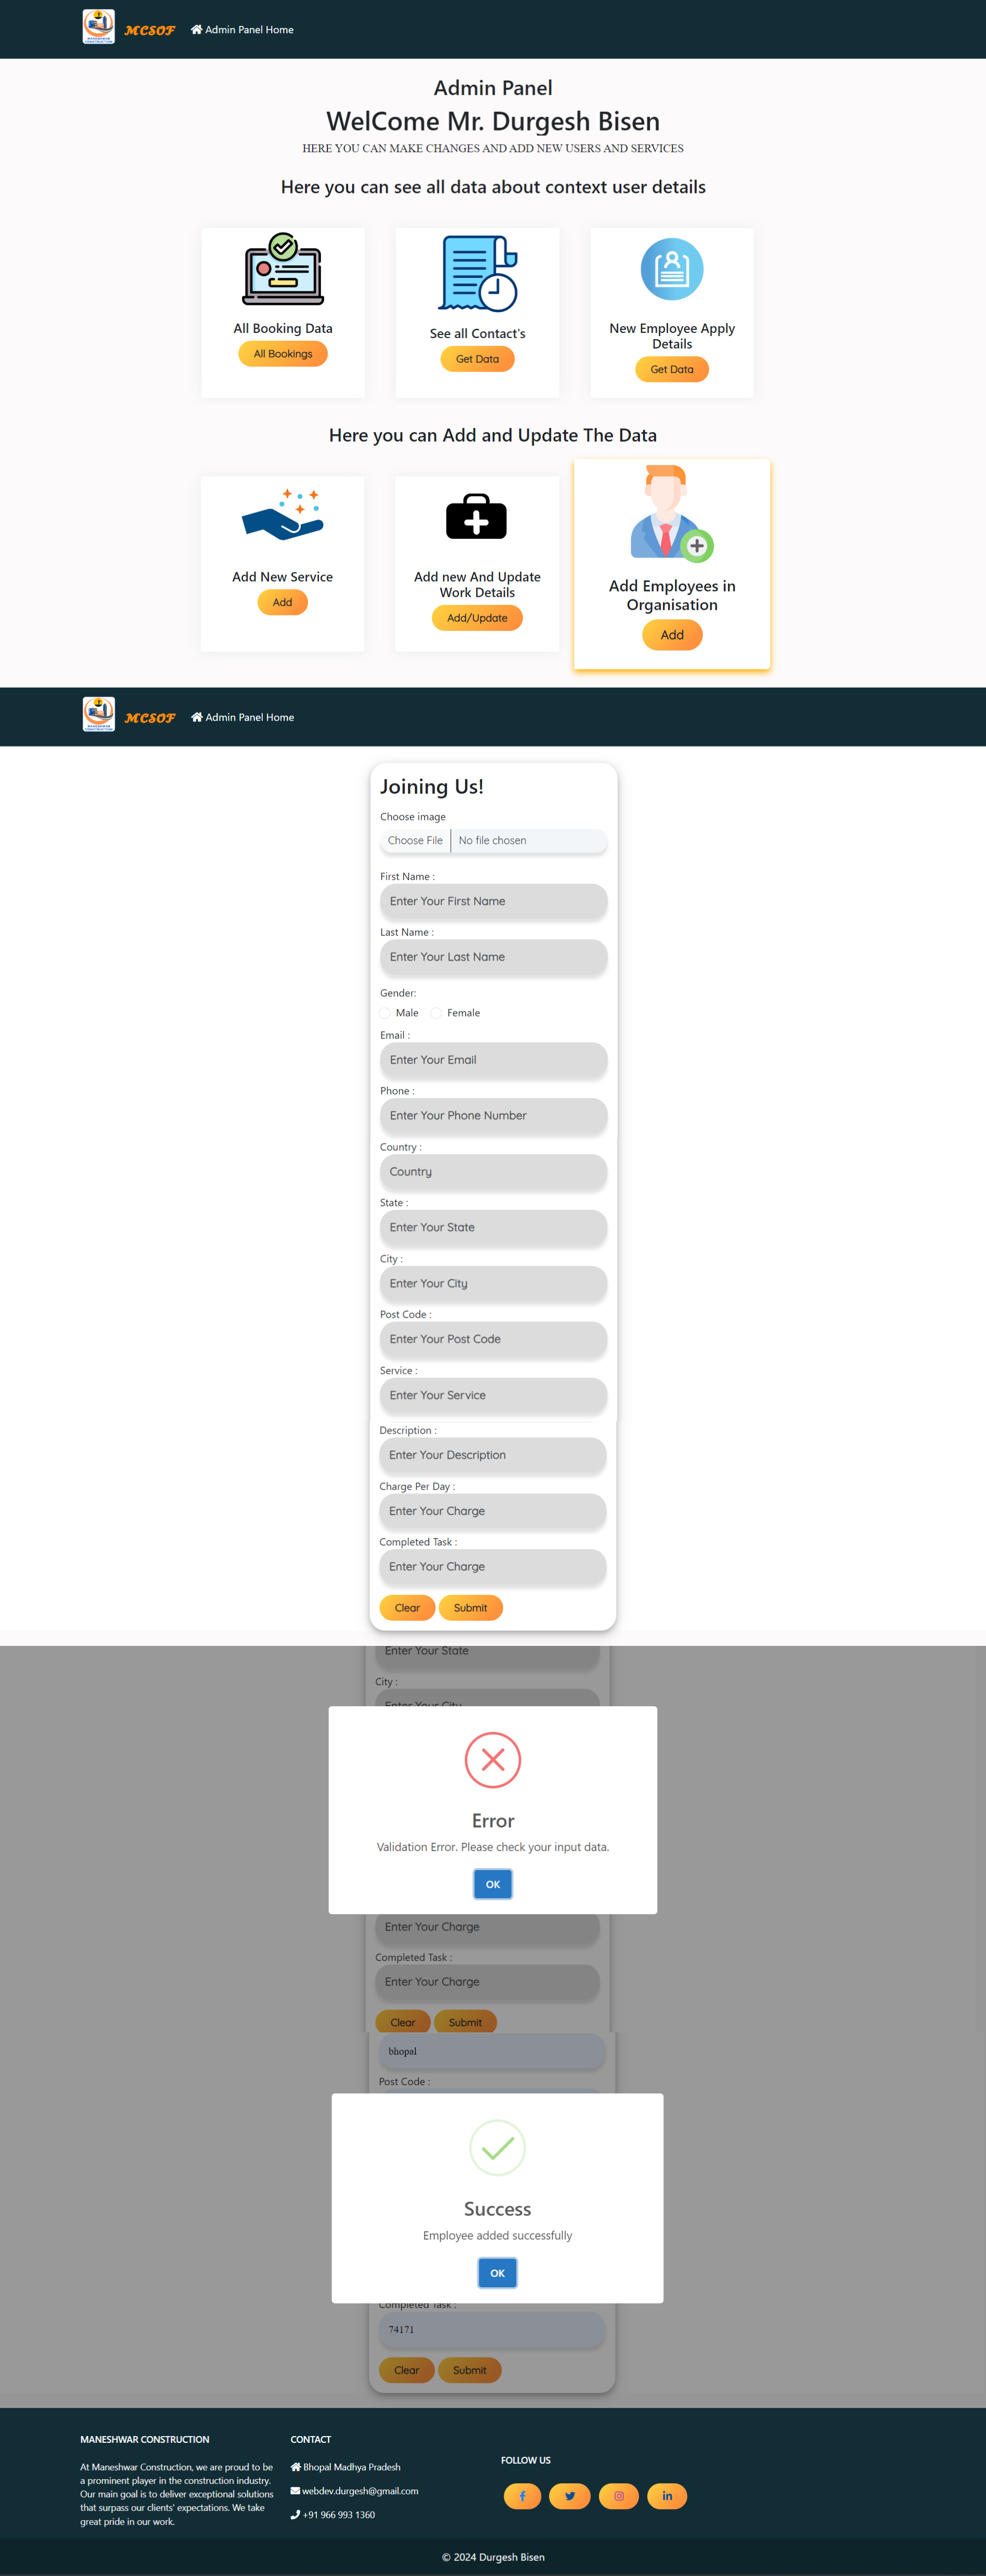 MCSOF Admin Panel Home
Admin Panel
WelCome Mr. Durgesh Bisen
HERE YOU CAN MAKE CHANGES AND ADD NEW USERS AND SERVICES
Here you can see all data about context user details
All Booking Data
All Bookings
See all Contact's
Get Data
New Employee Apply
Details
Get Data
Here you can Add and Update The Data
Add New Service
Add
Add new And Update
Work Details
Add/Update
Add Employees in
Organisation
Add
MCSOF Admin Panel Home
Joining Us!
Choose image
Choose File No file chosen
First Name :
Enter Your First Name
Last Name :
Enter Your Last Name
Gender:
Male Female
Email :
Enter Your Email
Phone :
Enter Your Phone Number
Country :
Country
State :
Enter Your State
City :
Enter Your City
Post Code :
Enter Your Post Code
Service :
Enter Your Service
Description :
Enter Your Description
Charge Per Day :
Enter Your Charge
Completed Task :
Enter Your Charge
Clear Submit
Enter Your State
City :
Enter Your City
Error
Validation Error. Please check your input data.
OK
Enter Your Charge
Completed Task :
Enter Your Charge
Clear Submit
bhopal
Post Code :
Success
Employee added successfully
OK
Completed Task :
74171
Clear Submit
MANESHWAR CONSTRUCTION
At Maneshwar Construction, we are proud to be
a prominent player in the construction industry.
Our main goal is to deliver exceptional solutions
that surpass our clients' expectations. We take
great pride in our work.
CONTACT
Bhopal Madhya Pradesh
webdev.durgesh@gmail.com
+91 966 993 1360
FOLLOW US
© 2024 Durgesh Bisen